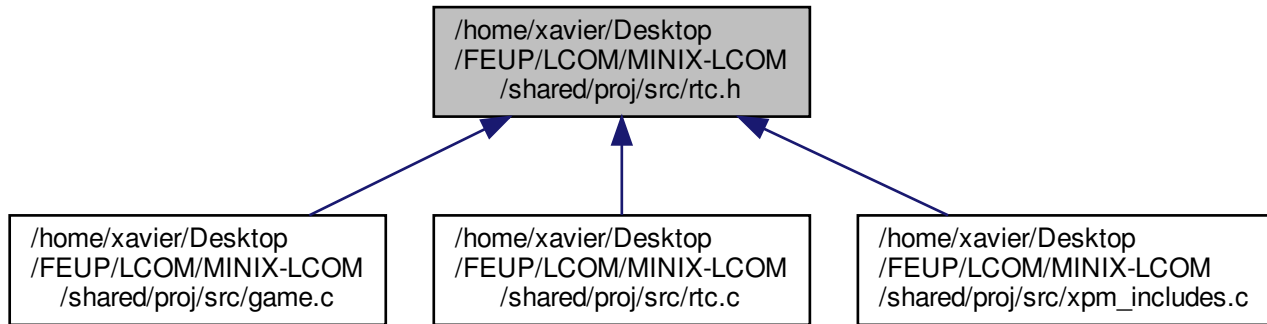 /home/xavier/Desktop
/FEUP/LCOM/MINIX-LCOM
/shared/proj/src/rtc.h
/home/xavier/Desktop
/FEUP/LCOM/MINIX-LCOM
/shared/proj/src/game.c
/home/xavier/Desktop
/FEUP/LCOM/MINIX-LCOM
/shared/proj/src/rtc.c
/home/xavier/Desktop
/FEUP/LCOM/MINIX-LCOM
/shared/proj/src/xpm_includes.c